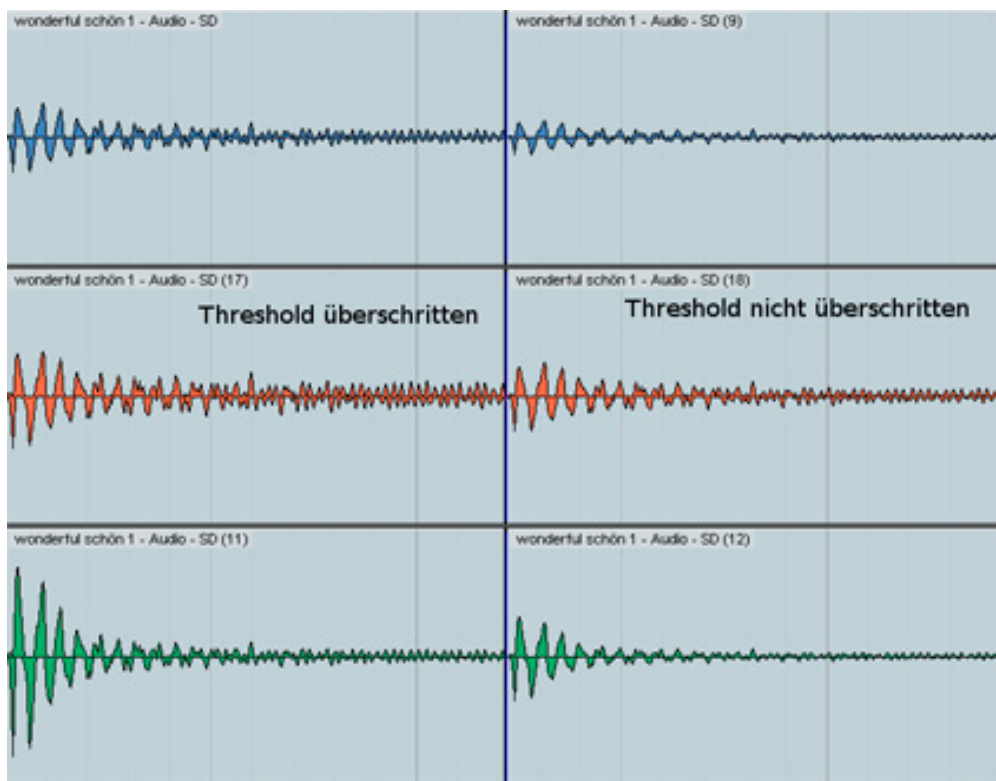 wonderful schön 1 - Audio - SD
wonderful schön 1 - Audio - SD (9)
wonderful schön 1 - Audio - SD (17)
wonderful schön 1 - Audio - SD (18)
Threshold überschritten
Threshold nicht überschritten
wonderful schön 1 - Audio - SD (11)
wonderful schön 1 - Audio - SD (12)